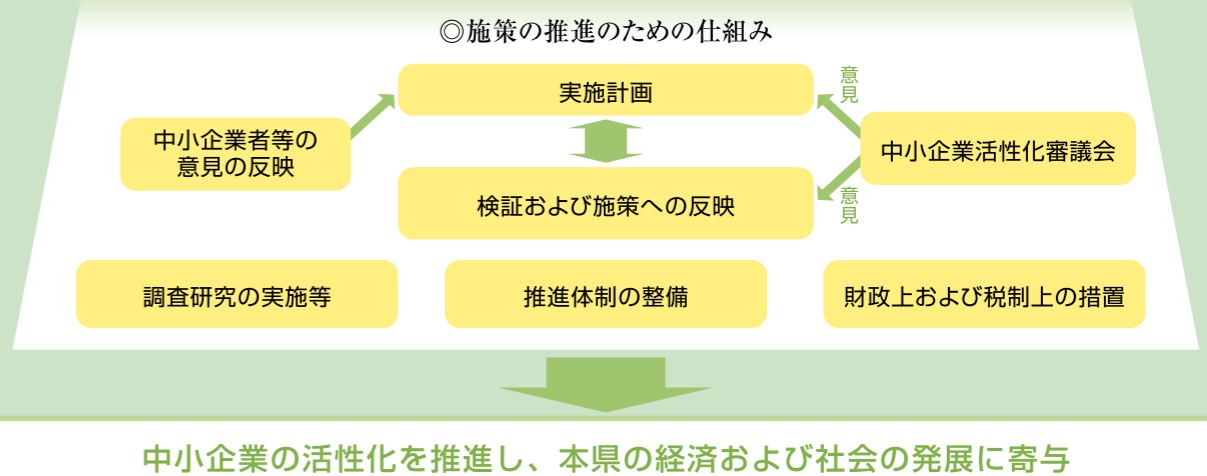 ◎施策の推進のための仕組み
実施計画
意見
中小企業者等の
意見の反映
中小企業活性化審議会
検証および施策への反映
意見
調査研究の実施等
推進体制の整備
財政上および税制上の措置
中小企業の活性化を推進し、本県の経済および社会の発展に寄与